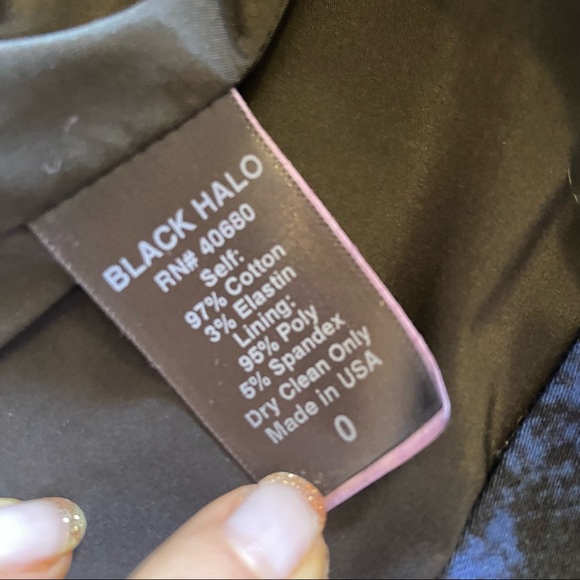 BLACK HALO
RN# 40680
Self:
97% Cotton
3% Elastin
Lining:
95% Poly
5% Spandex
Dry Clean Only
Made in USA
0